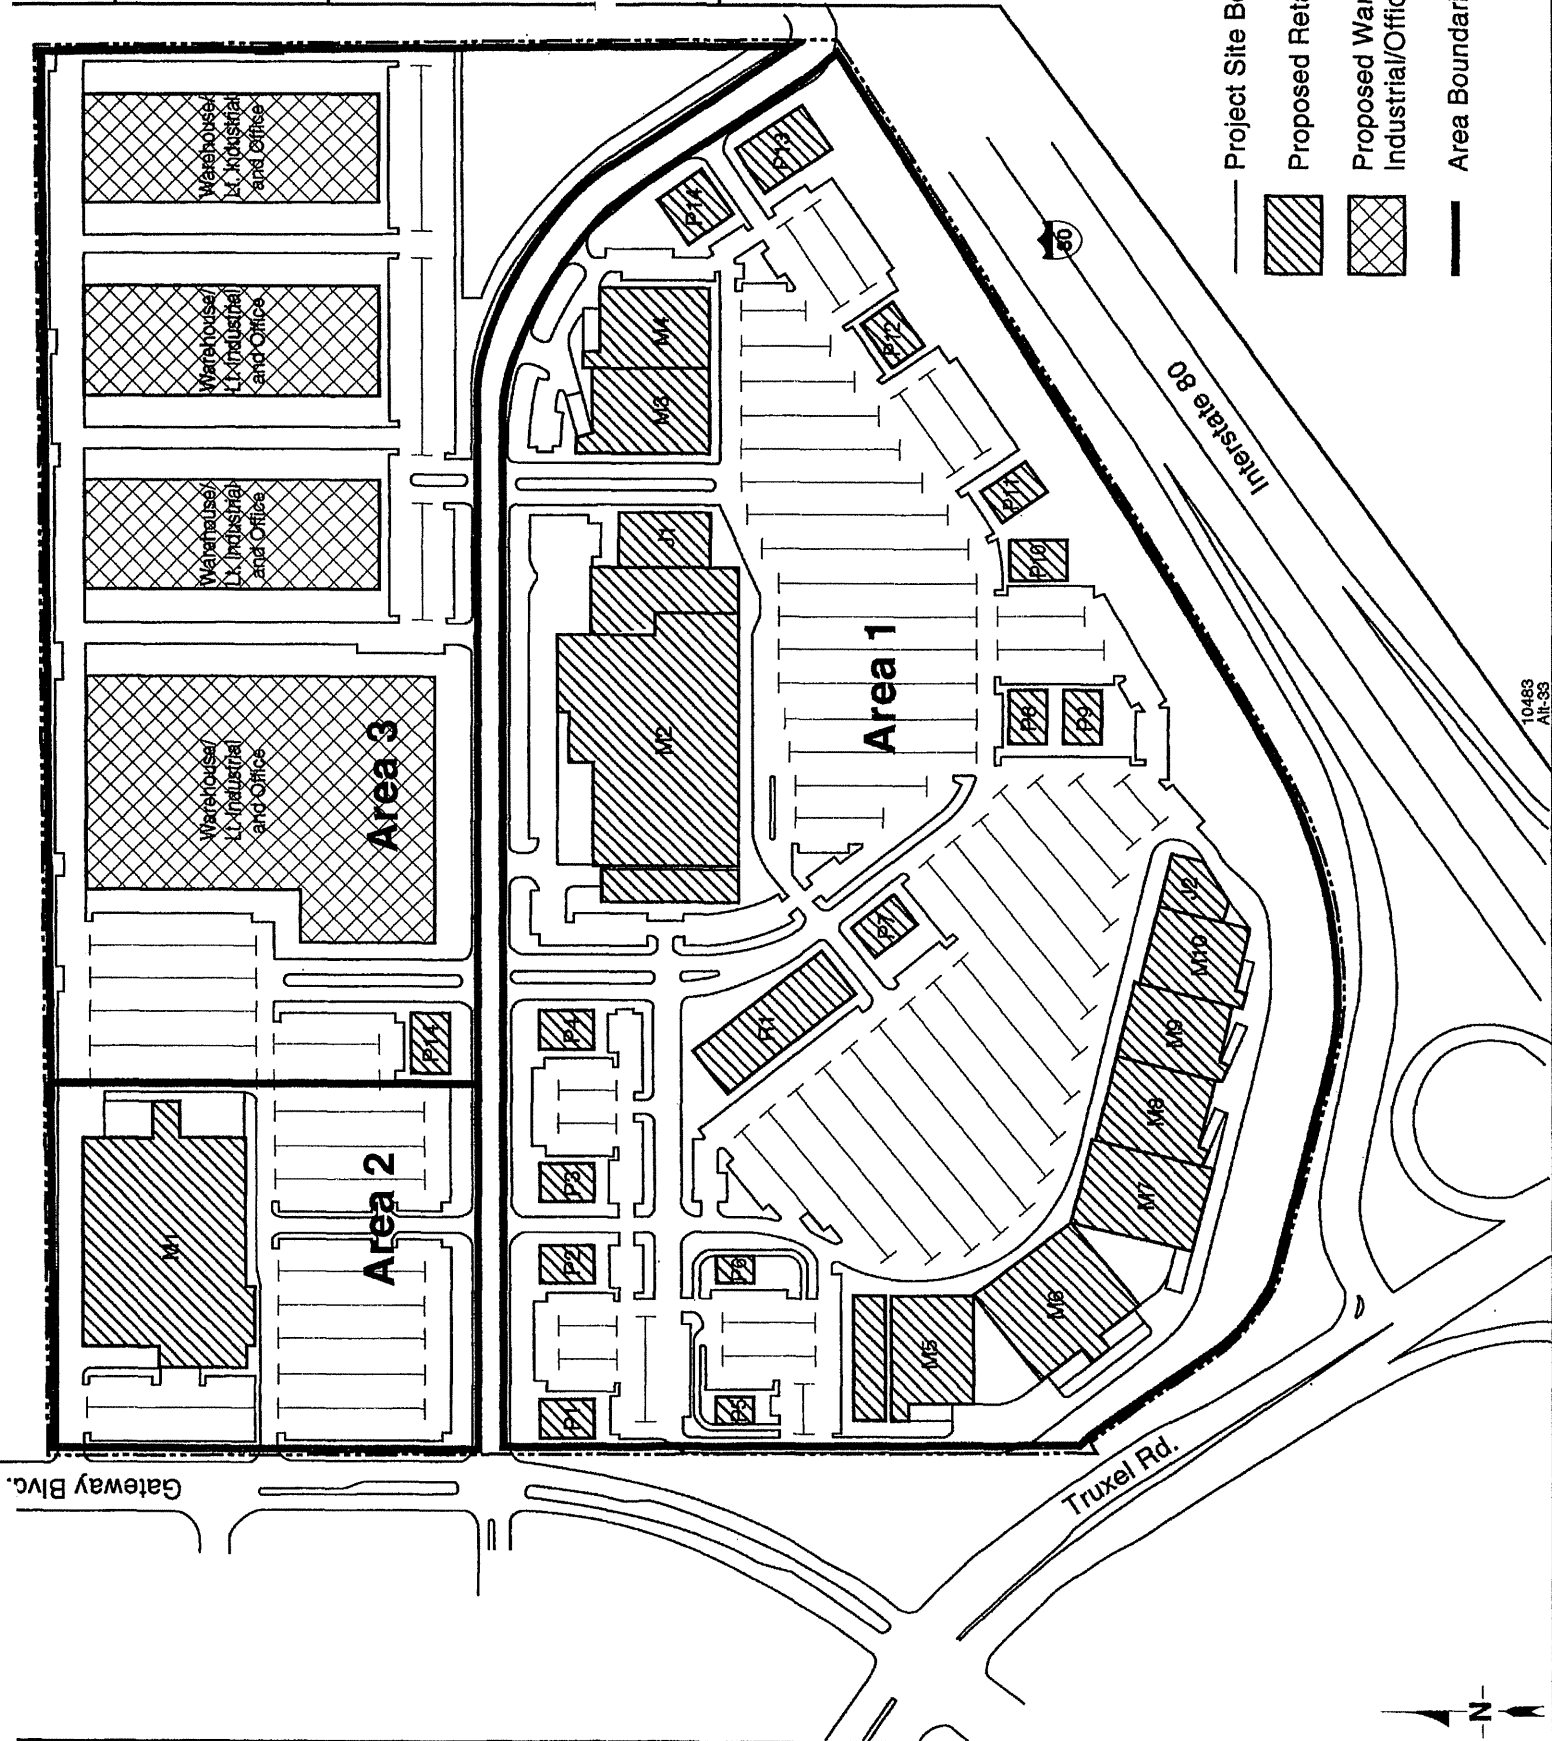 Warehouse/
Lt. Industrial
and Office
Warehouse/
Lt. Industrial
and Office
Warehouse/
Lt. Industrial
and Office
Warehouse/
Lt. Industrial
and Office
Area 3
P14
M1
Area 2
Gateway Blvd.
P13
P14
M4
M3
P12
P11
J1
P10
M2
Area 1
P8
P9
P4
R1
P7
J2
M10
M9
M8
M7
P3
P2
P6
M6
M5
P1
P5
Truxel Rd.
Interstate 80
80
Project Site Bo
Proposed Reta
Proposed War
Industrial/Offic
Area Boundari
10483
Alt-33
N